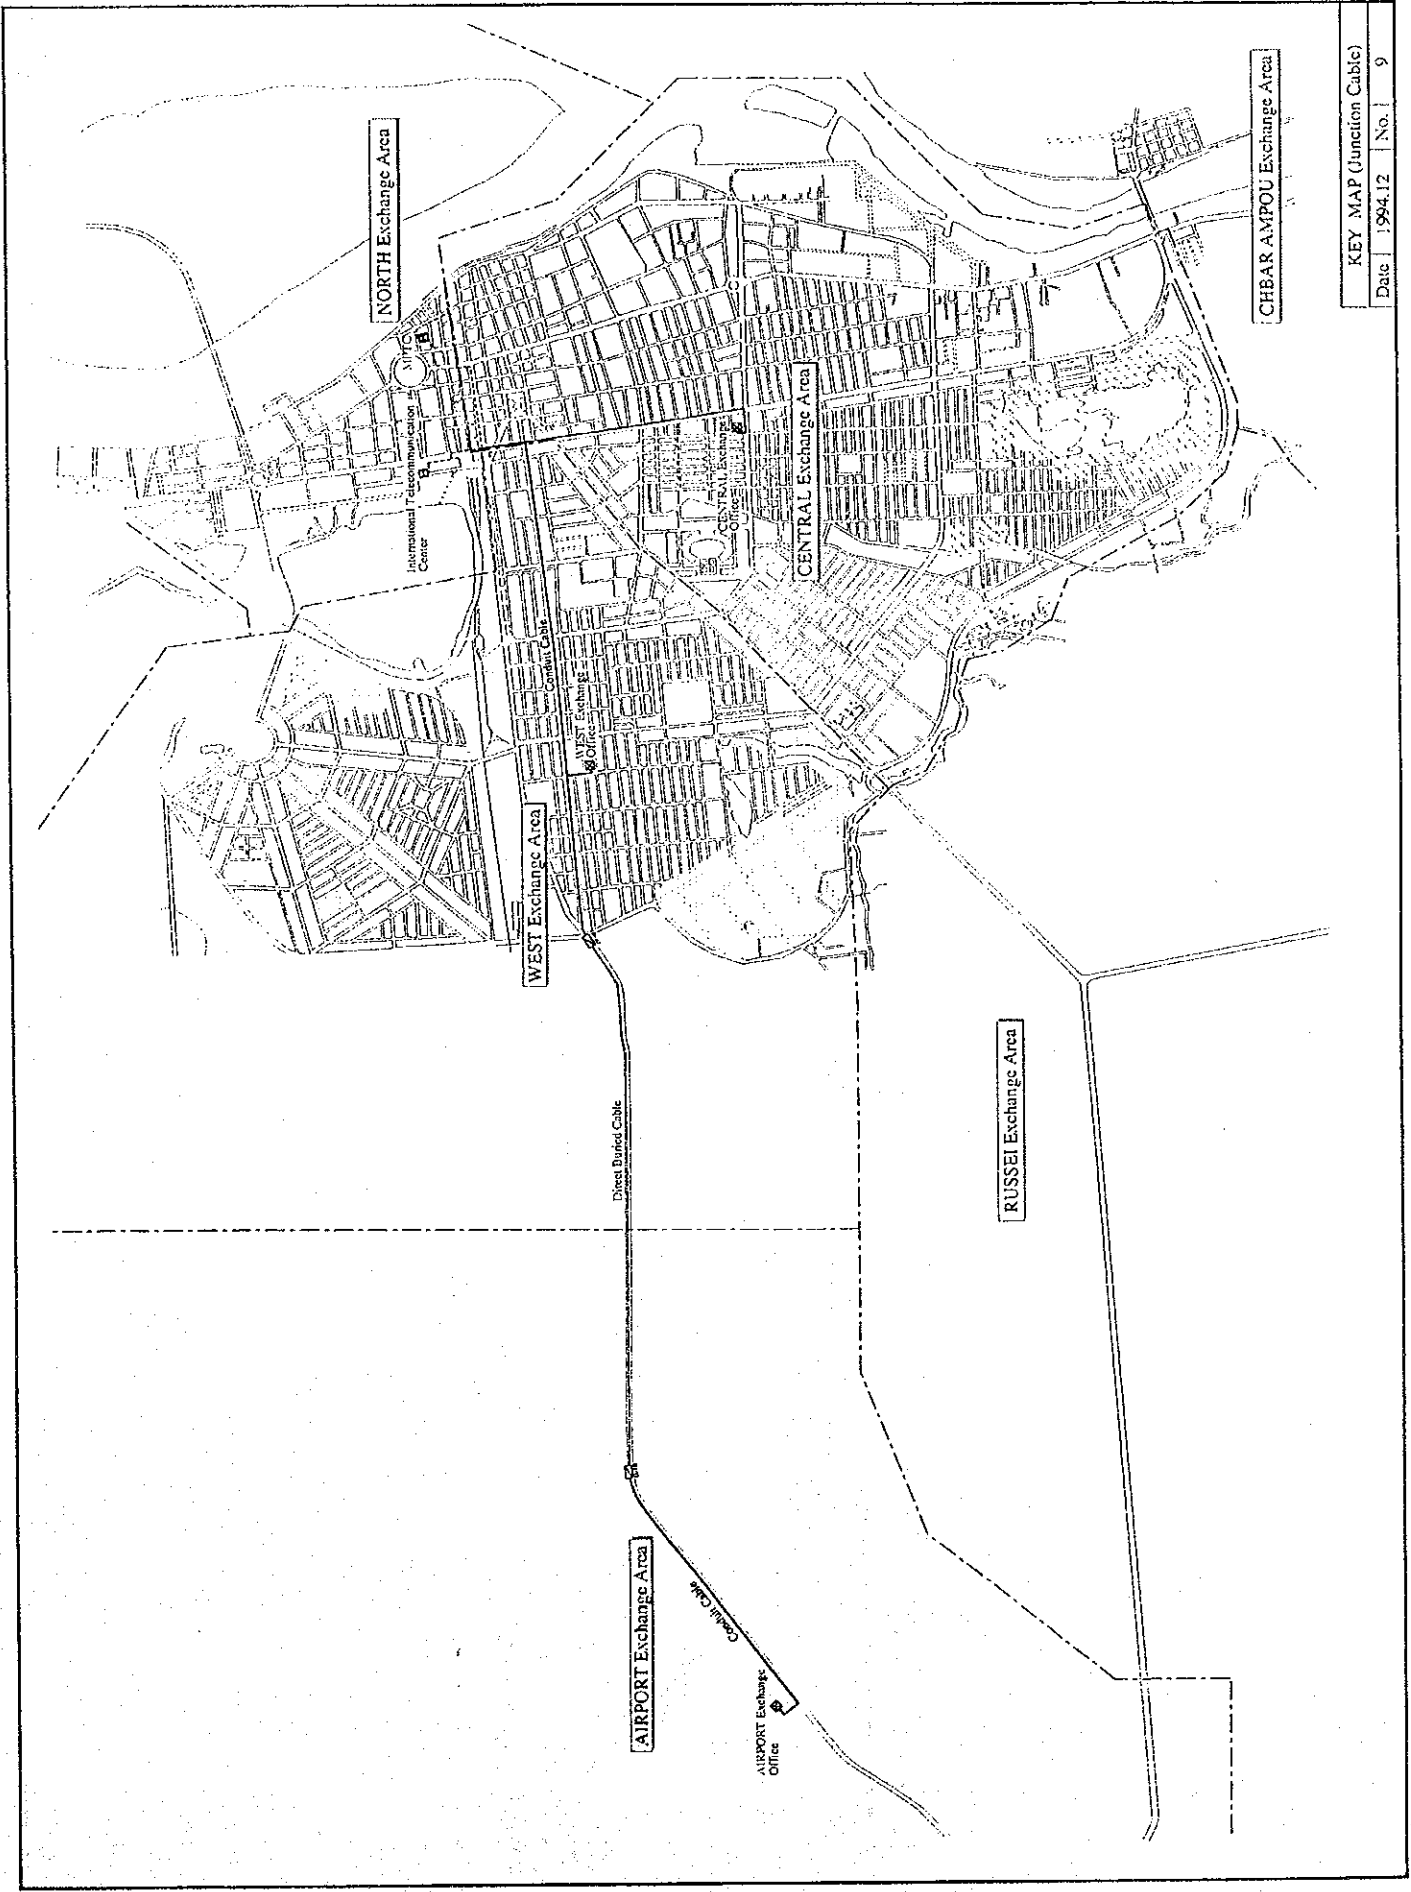 NORTH Exchange Area
MPTC
International Telecommunication
Center
CENTRAL Exchange
Office
CENTRAL Exchange Area
Conduit Cable
WEST Exchange
Office
WEST Exchange Area
Direct Buried Cable
RUSSEI Exchange Area
AIRPORT Exchange Area
Conduit Cable
AIRPORT Exchange
Office
CHBAR AMPOU Exchange Area
KEY MAP (Junction Cable)
Date 1994.12 No. 9